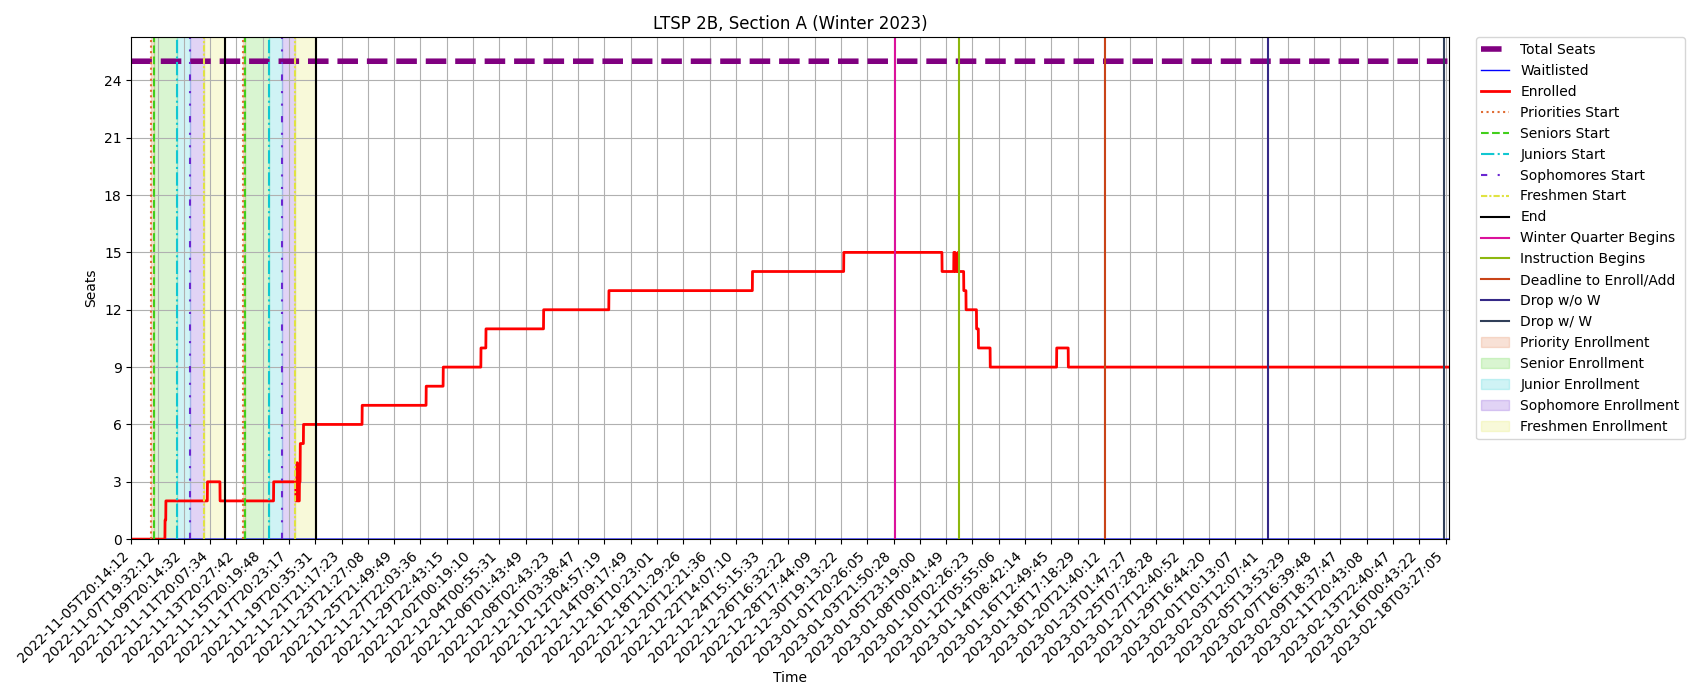 LTSP 2B, Section A (Winter 2023)
Seats
24
21
18
15
12
9
6
3
0
2022-11-05T20:14:12
2022-11-07T19:32:12
2022-11-09T20:14:32
2022-11-11T20:07:34
2022-11-13T20:27:42
2022-11-15T20:19:48
2022-11-17T20:23:17
2022-11-19T20:35:31
2022-11-21T21:17:23
2022-11-23T21:27:08
2022-11-25T21:49:49
2022-11-27T22:03:36
2022-11-29T22:43:15
2022-12-02T00:19:10
2022-12-04T00:55:31
2022-12-06T01:43:49
2022-12-08T02:43:23
2022-12-10T03:38:47
2022-12-12T04:57:19
2022-12-14T09:17:49
2022-12-16T10:23:01
2022-12-18T11:29:26
2022-12-20T12:21:36
2022-12-22T14:07:10
2022-12-24T15:15:33
2022-12-26T16:32:22
2022-12-28T17:44:09
2022-12-30T19:13:22
2023-01-01T20:26:05
2023-01-03T21:50:28
2023-01-05T23:19:00
2023-01-08T00:41:49
2023-01-10T02:26:23
2023-01-12T05:55:06
2023-01-14T08:42:14
2023-01-16T12:49:45
2023-01-18T17:18:29
2023-01-20T21:40:12
2023-01-23T01:47:27
2023-01-25T07:28:28
2023-01-27T12:40:52
2023-01-29T16:44:20
2023-02-01T10:13:07
2023-02-03T12:07:41
2023-02-05T13:53:29
2023-02-07T16:39:48
2023-02-09T18:37:47
2023-02-11T20:43:08
2023-02-13T22:40:47
2023-02-16T00:43:22
2023-02-18T03:27:05
Time
Total Seats
Waitlisted
Enrolled
Priorities Start
Seniors Start
Juniors Start
Sophomores Start
Freshmen Start
End
Winter Quarter Begins
Instruction Begins
Deadline to Enroll/Add
Drop w/o W
Drop w/ W
Priority Enrollment
Senior Enrollment
Junior Enrollment
Sophomore Enrollment
Freshmen Enrollment